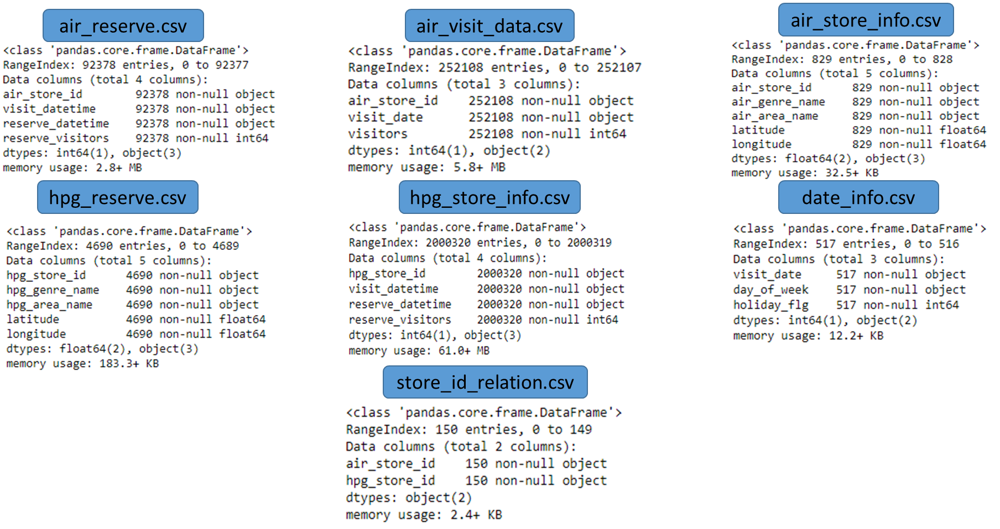 air_reserve.csv
<class 'pandas.core.frame.DataFrame'>
RangeIndex: 92378 entries, 0 to 92377
Data columns (total 4 columns):
air_store_id 92378 non-null object
visit_datetime 92378 non-null object
reserve_datetime 92378 non-null object
reserve_visitors 92378 non-null int64
dtypes: int64(1), object(3)
memory usage: 2.8+ MB
air_visit_data.csv
<class 'pandas.core.frame.DataFrame'>
RangeIndex: 252108 entries, 0 to 252107
Data columns (total 3 columns):
air_store_id 252108 non-null object
visit_date 252108 non-null object
visitors 252108 non-null int64
dtypes: int64(1), object(2)
memory usage: 5.8+ MB
air_store_info.csv
<class 'pandas.core.frame.DataFrame'>
RangeIndex: 829 entries, 0 to 828
Data columns (total 5 columns):
air_store_id 829 non-null object
air_genre_name 829 non-null object
air_area_name 829 non-null object
latitude 829 non-null float64
longitude 829 non-null float64
dtypes: float64(2), object(3)
memory usage: 32.5+ KB
hpg_reserve.csv
<class 'pandas.core.frame.DataFrame'>
RangeIndex: 4690 entries, 0 to 4689
Data columns (total 5 columns):
hpg_store_id 4690 non-null object
hpg_genre_name 4690 non-null object
hpg_area_name 4690 non-null object
latitude 4690 non-null float64
longitude 4690 non-null float64
dtypes: float64(2), object(3)
memory usage: 183.3+ KB
hpg_store_info.csv
<class 'pandas.core.frame.DataFrame'>
RangeIndex: 2000320 entries, 0 to 2000319
Data columns (total 4 columns):
hpg_store_id 2000320 non-null object
visit_datetime 2000320 non-null object
reserve_datetime 2000320 non-null object
reserve_visitors 2000320 non-null int64
dtypes: int64(1), object(3)
memory usage: 61.0+ MB
date_info.csv
<class 'pandas.core.frame.DataFrame'>
RangeIndex: 517 entries, 0 to 516
Data columns (total 3 columns):
visit_date 517 non-null object
day_of_week 517 non-null object
holiday_flg 517 non-null int64
dtypes: int64(1), object(2)
memory usage: 12.2+ KB
store_id_relation.csv
<class 'pandas.core.frame.DataFrame'>
RangeIndex: 150 entries, 0 to 149
Data columns (total 2 columns):
air_store_id 150 non-null object
hpg_store_id 150 non-null object
dtypes: object(2)
memory usage: 2.4+ KB